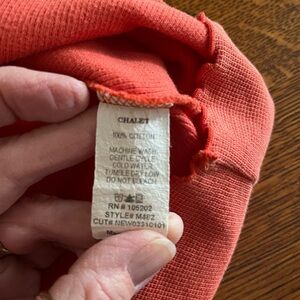 CHALET
100% COTTON
MACHINE WASH
GENTLE CYCLE
COLD WATER
TUMBLE DRY LOW
DO NOT BLEACH
RN # 105202
STYLE# M482
CUT# NEW03310101